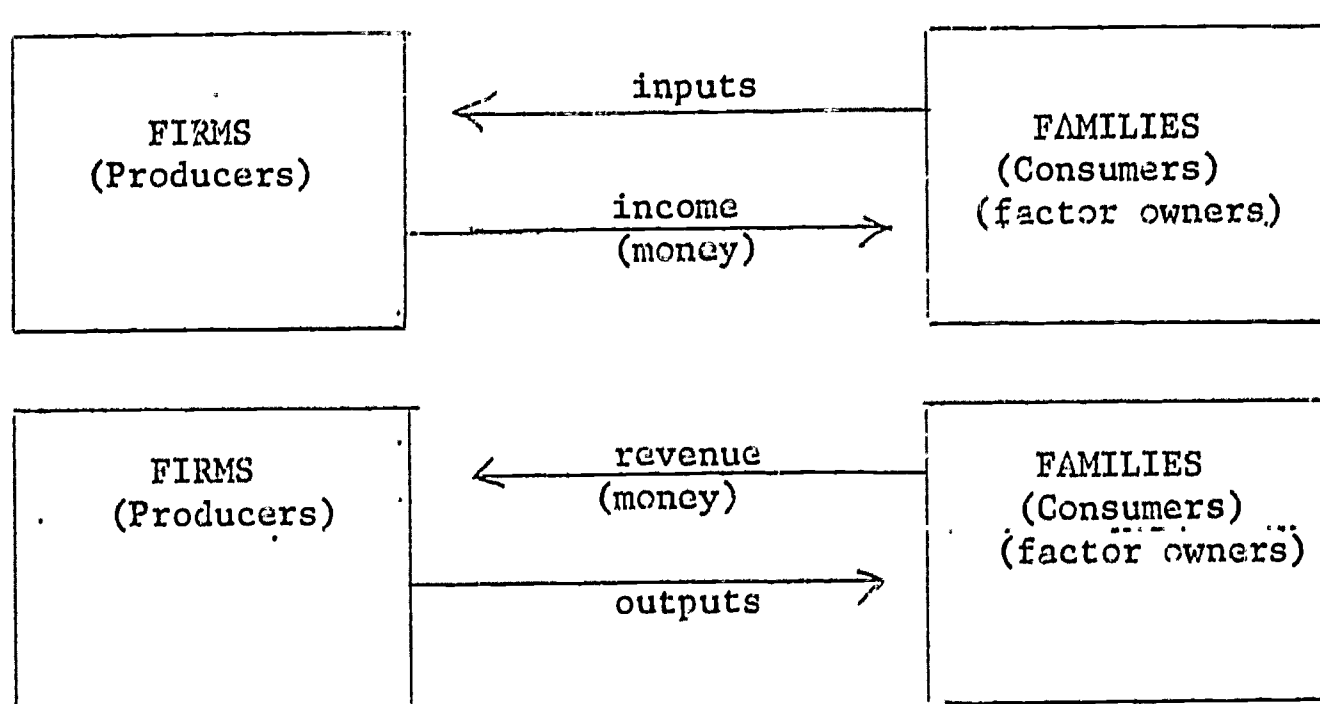 FIRMS
(Producers)
inputs
income
(money)
FAMILIES
(Consumers)
(factor owners)
FIRMS
(Producers)
revenue
(money)
outputs
FAMILIES
(Consumers)
(factor owners)